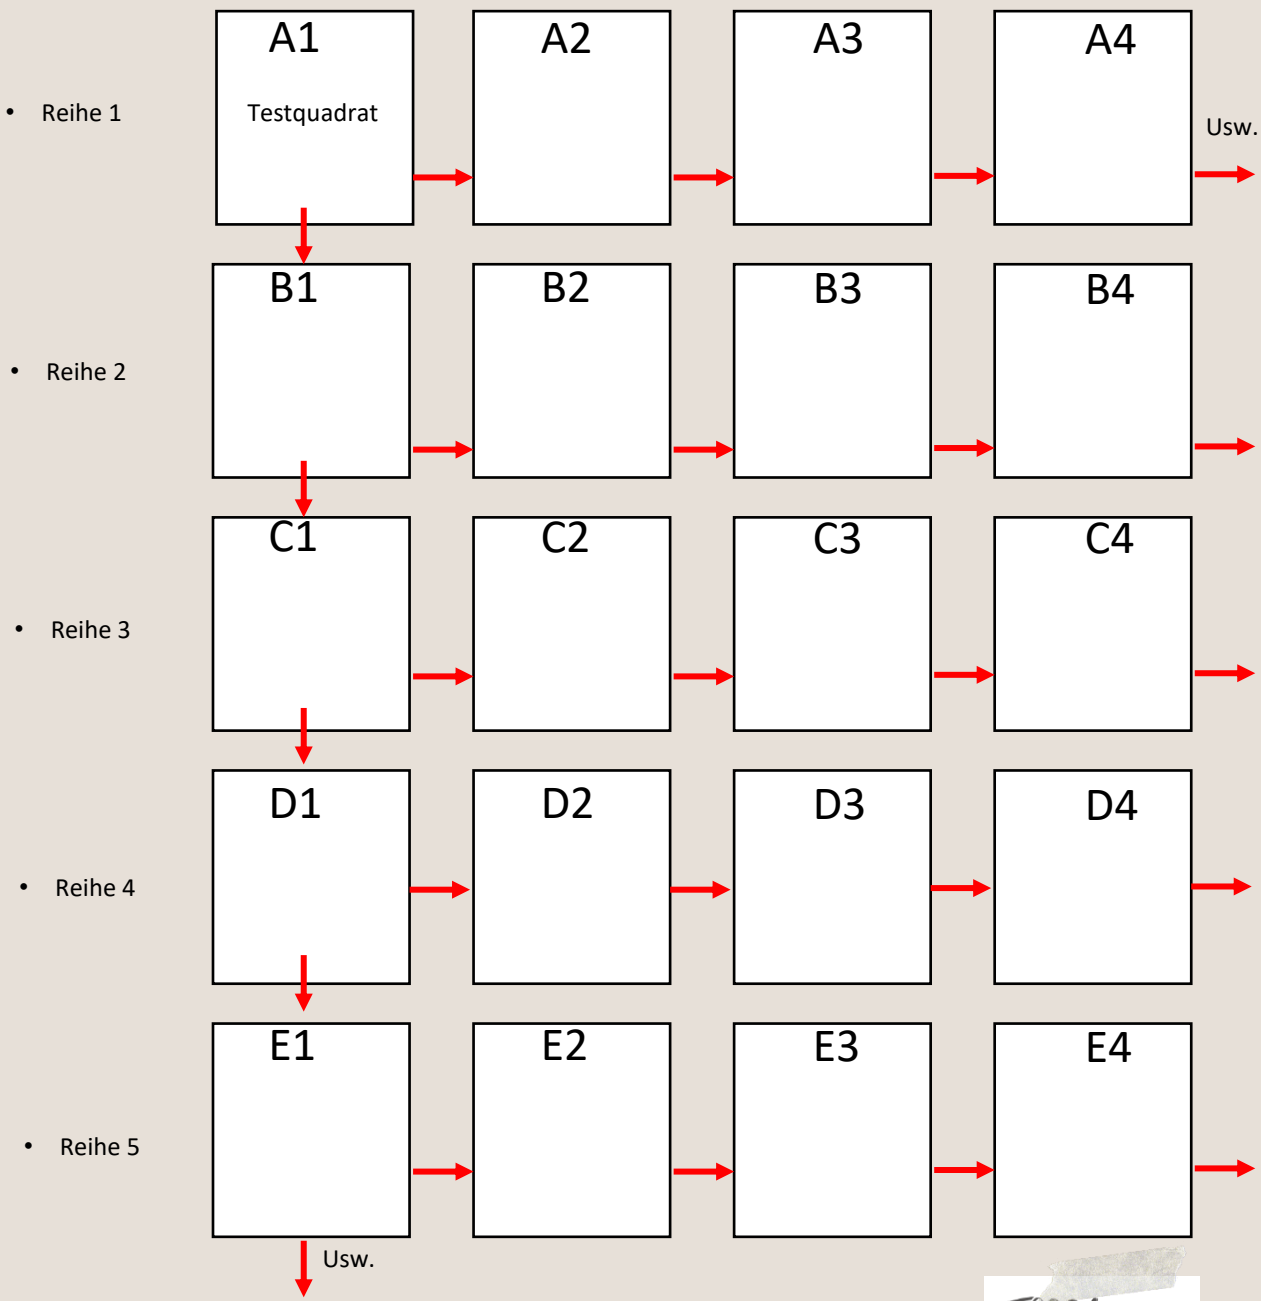 A1 A2 A3 A4
• Reihe 1 Testquadrat Usw.
B1 B2 B3 B4
• Reihe 2
C1 C2 C3 C4
• Reihe 3
D1 D2 D3 D4
• Reihe 4
E1 E2 E3 E4
• Reihe 5
Usw.